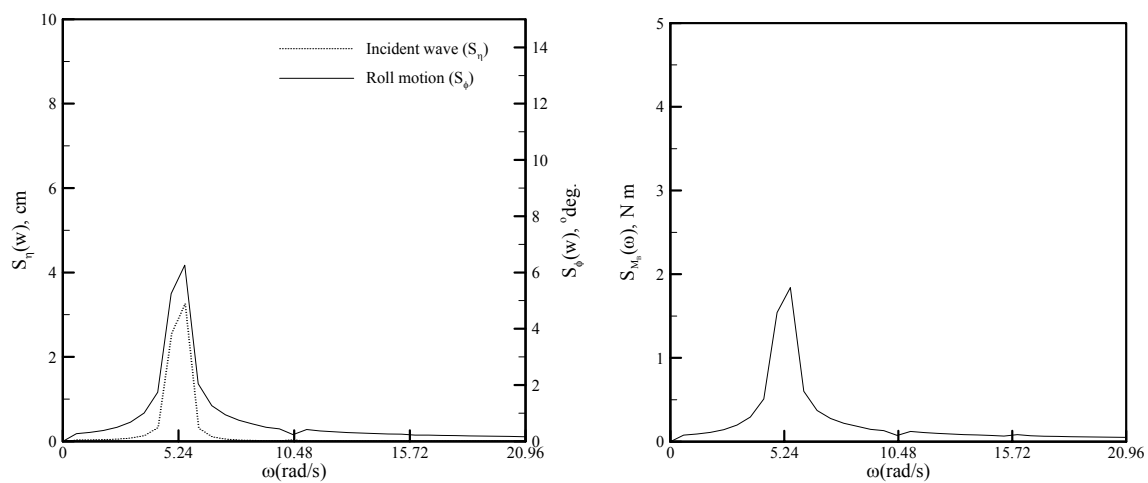 10
8
6
4
2
0
S_η(w), cm
Incident wave (S_η)
Roll motion (S_ϕ)
14
12
10
8
6
4
2
0
S_ϕ(w), °deg.
0 5.24 10.48 15.72 20.96
ω(rad/s)
5
4
3
2
1
0
S_{M_B}(ω), N m
0 5.24 10.48 15.72 20.96
ω(rad/s)